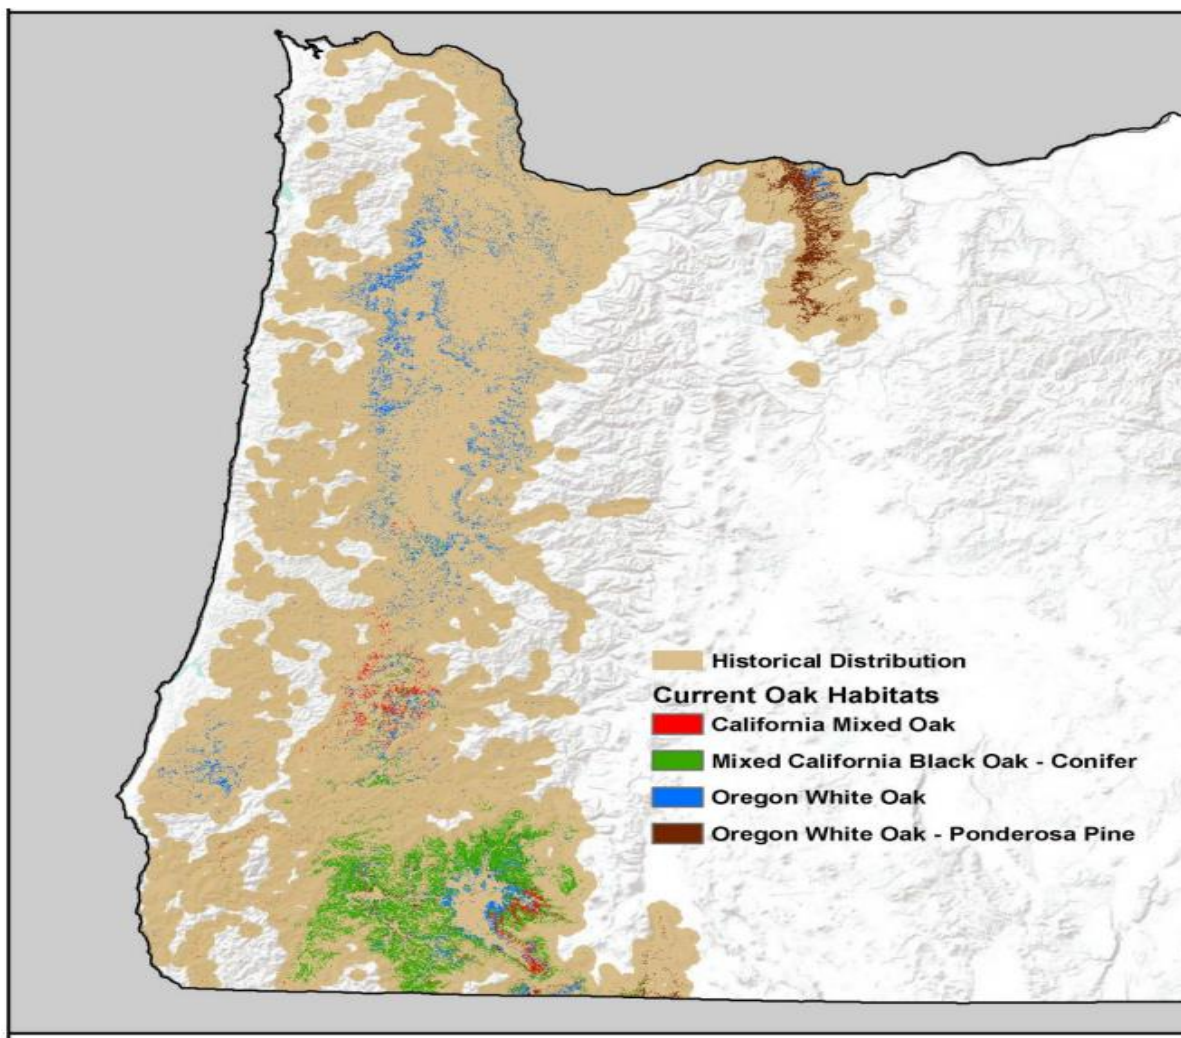 Historical Distribution
Current Oak Habitats
California Mixed Oak
Mixed California Black Oak - Conifer
Oregon White Oak
Oregon White Oak - Ponderosa Pine